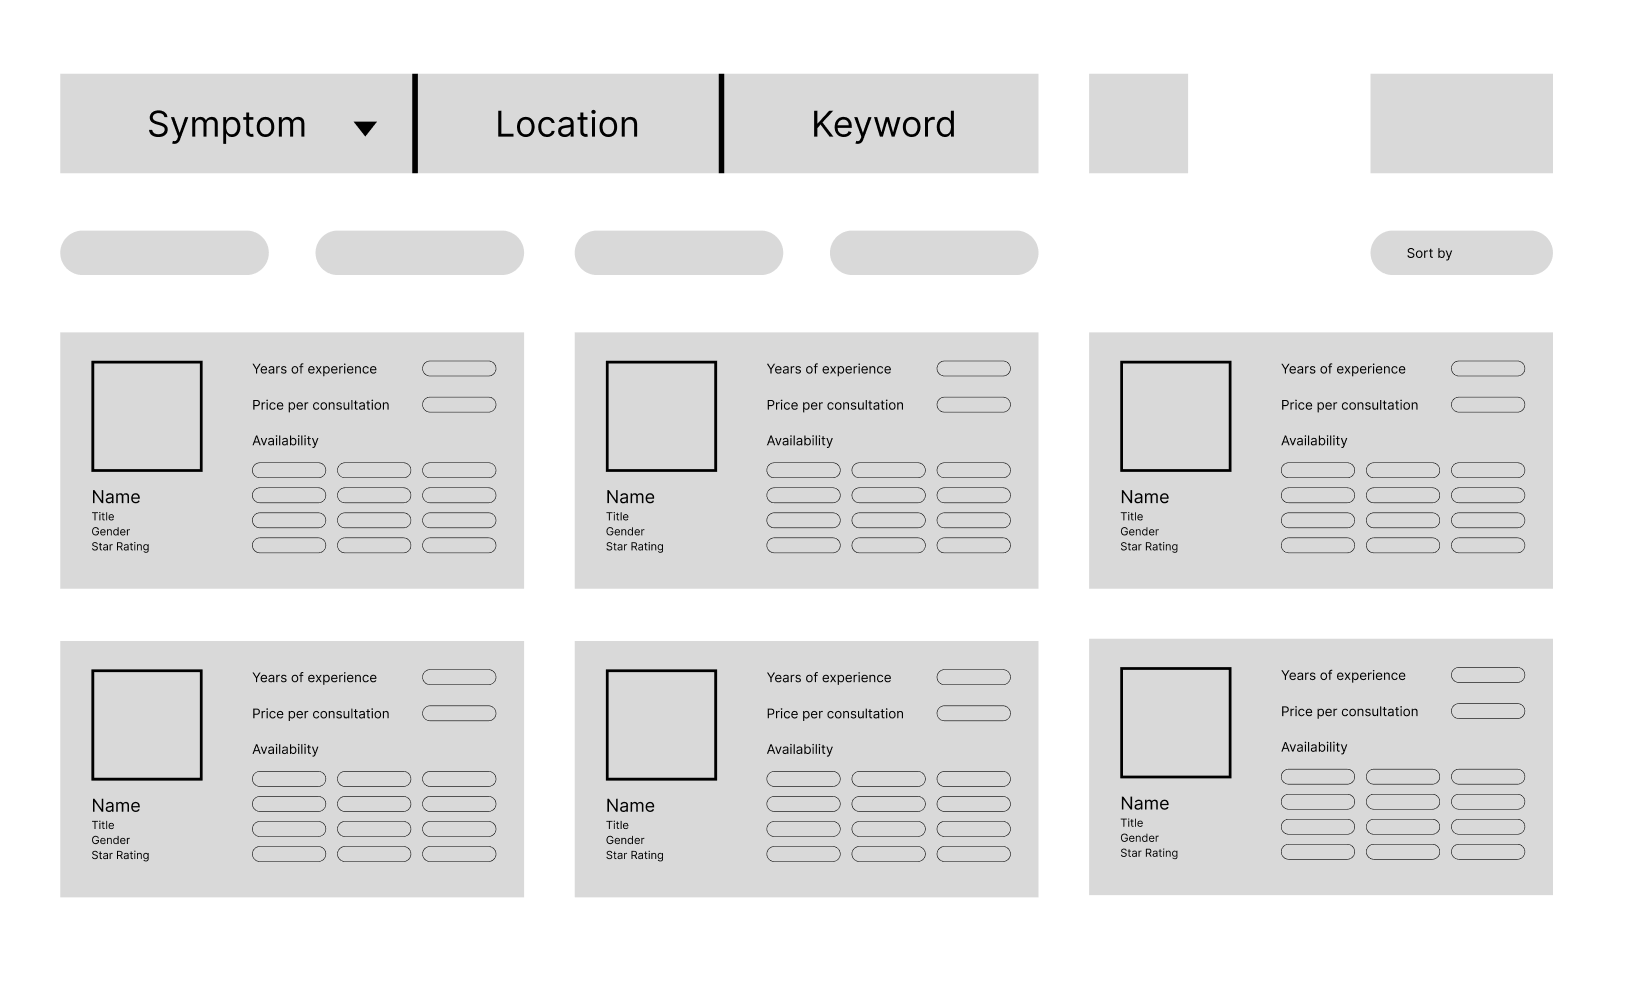 Symptom
Location
Keyword
Sort by
Years of experience
Price per consultation
Availability
Name
Title
Gender
Star Rating
Years of experience
Price per consultation
Availability
Name
Title
Gender
Star Rating
Years of experience
Price per consultation
Availability
Name
Title
Gender
Star Rating
Years of experience
Price per consultation
Availability
Name
Title
Gender
Star Rating
Years of experience
Price per consultation
Availability
Name
Title
Gender
Star Rating
Years of experience
Price per consultation
Availability
Name
Title
Gender
Star Rating